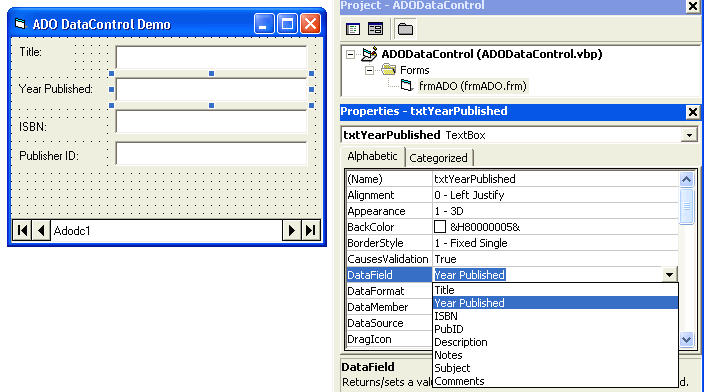 ADO DataControl Demo
Title:
Year Published:
ISBN:
Publisher ID:
Adodc1
Project - ADODataControl
ADODataControl (ADODataControl.vbp)
Forms
frmADO (frmADO.frm)
Properties - txtYearPublished
txtYearPublished TextBox
Alphabetic Categorized
(Name) txtYearPublished
Alignment 0 - Left Justify
Appearance 1 - 3D
BackColor &H80000005&
BorderStyle 1 - Fixed Single
CausesValidation True
DataField Year Published
DataFormat
DataMember
DataSource
DragIcon
Title
Year Published
ISBN
PubID
Description
Notes
Subject
Comments
DataField
Returns/sets a val d.